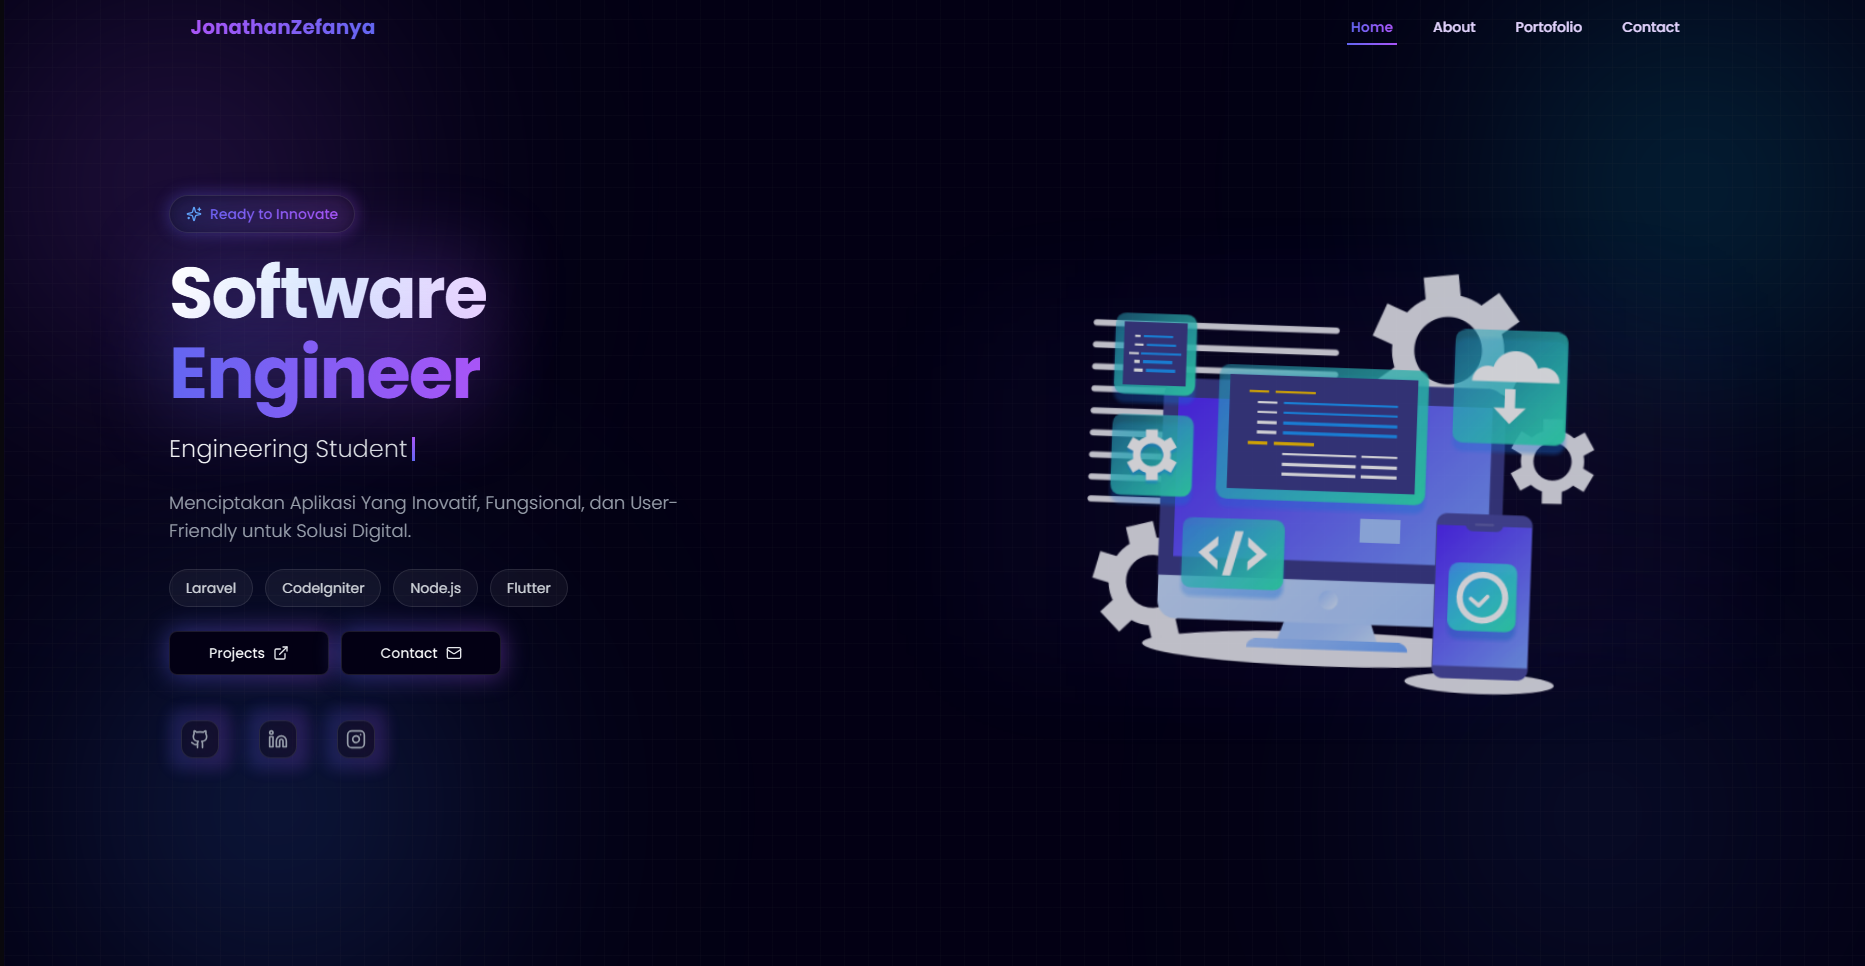 JonathanZefanya
Home About Portofolio Contact
Ready to Innovate
Software
Engineer
Engineering Student
Menciptakan Aplikasi Yang Inovatif, Fungsional, dan User-
Friendly untuk Solusi Digital.
Laravel CodeIgniter Node.js Flutter
Projects Contact